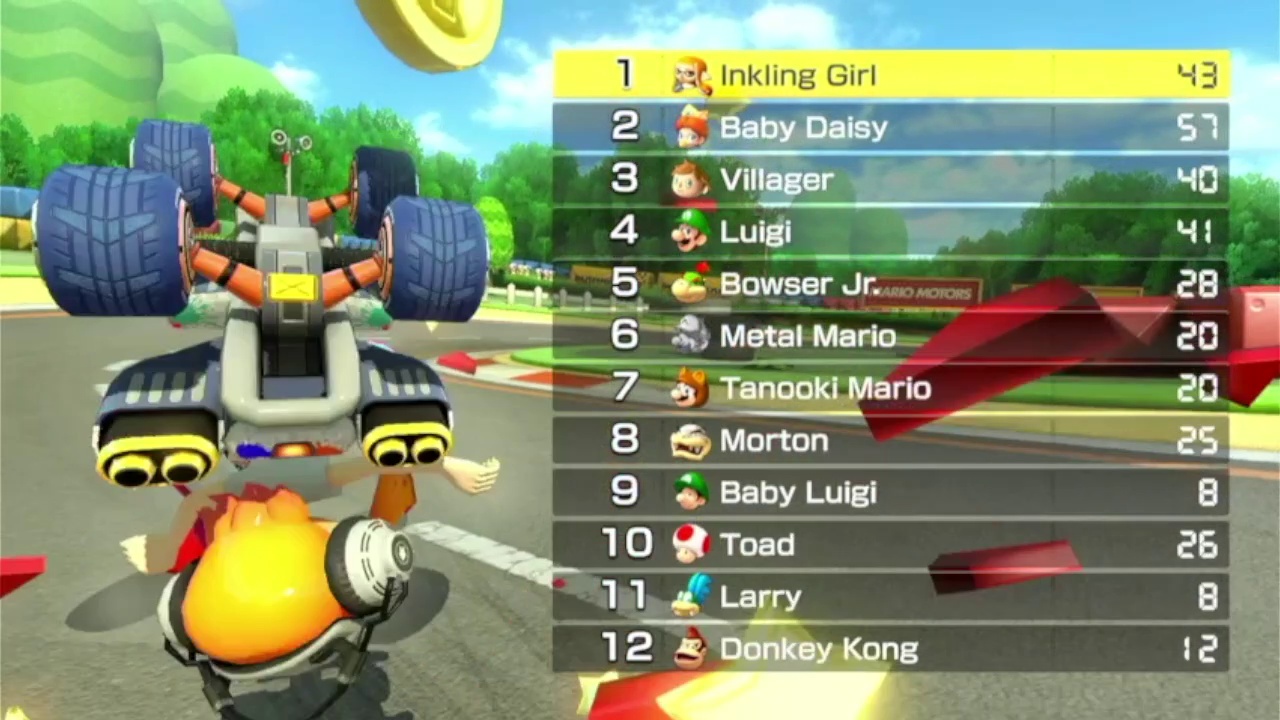 1 Inkling Girl 43
2 Baby Daisy 57
3 Villager 40
4 Luigi 41
5 Bowser Jr. 28
MARIO MOTORS
6 Metal Mario 20
7 Tanooki Mario 20
8 Morton 25
9 Baby Luigi 8
10 Toad 26
11 Larry 8
12 Donkey Kong 12